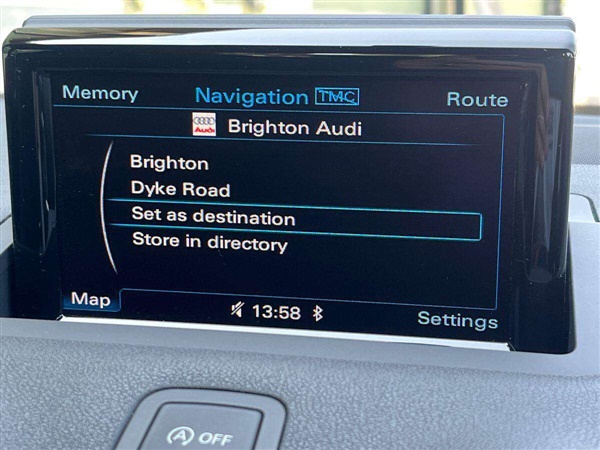 Memory Navigation TMC Route
Audi Brighton Audi
Brighton
Dyke Road
Set as destination
Store in directory
Map 13:58 Settings
A OFF